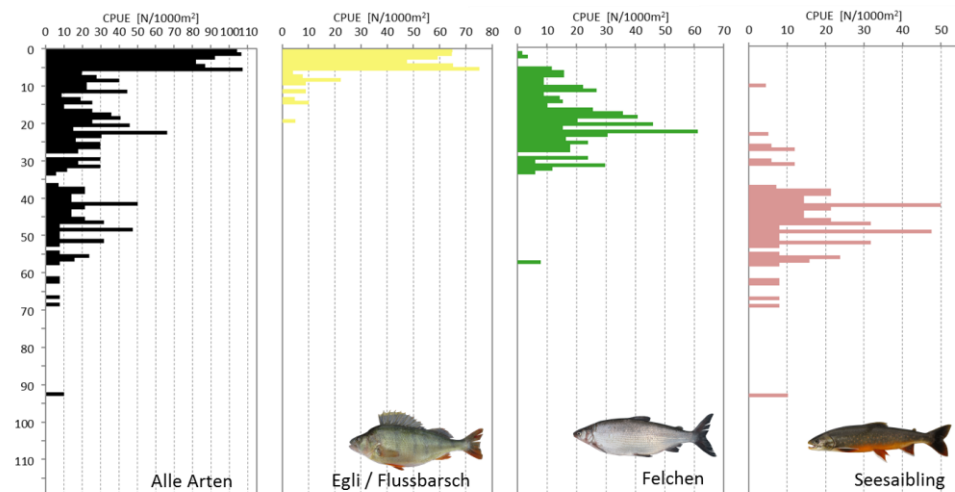 CPUE [N/1000m²]
0 10 20 30 40 50 60 70 80 90 100 110
CPUE [N/1000m²]
0 10 20 30 40 50 60 70 80
CPUE [N/1000m²]
0 10 20 30 40 50 60 70
CPUE [N/1000m²]
0 10 20 30 40 50
0
10
20
30
40
50
60
70
80
90
100
110
Alle Arten
Egli / Flussbarsch
Felchen
Seesaibling